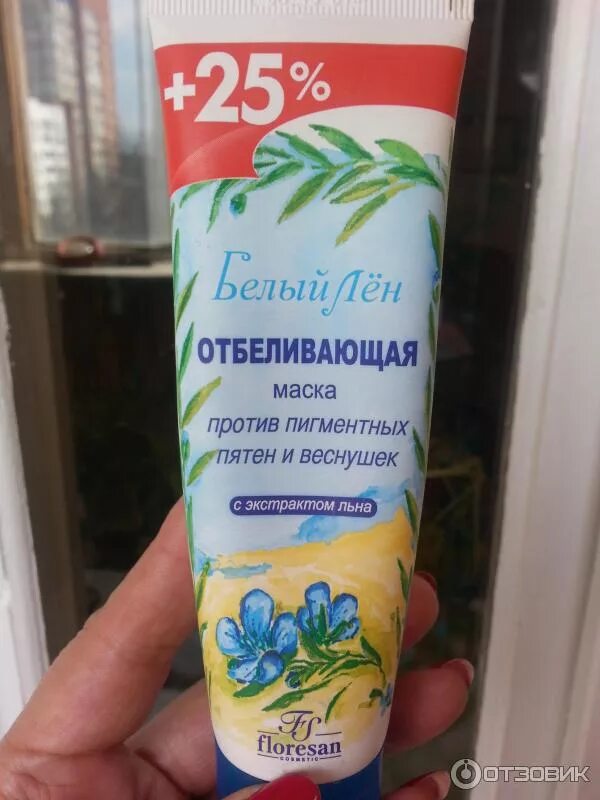 +25%
Белый Лён
ОТБЕЛИВАЮЩАЯ
маска
против пигментных
пятен и веснушек
с экстрактом льна
FS
floresan
COSMETIC
ОТЗОВИК